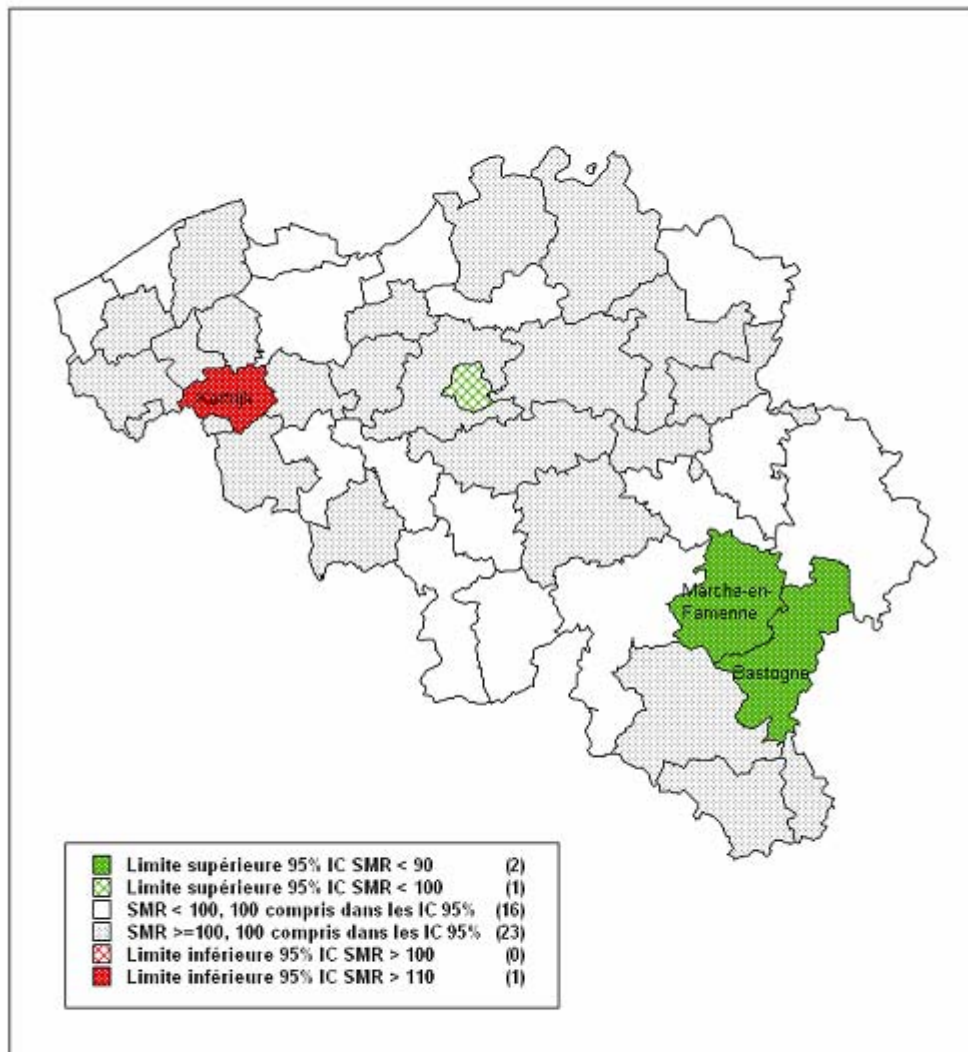 Kortrijk
Marche-en-
Famenne
Bastogne
Limite supérieure 95% IC SMR < 90 (2)
Limite supérieure 95% IC SMR < 100 (1)
SMR < 100, 100 compris dans les IC 95% (16)
SMR >=100, 100 compris dans les IC 95% (23)
Limite inférieure 95% IC SMR > 100 (0)
Limite inférieure 95% IC SMR > 110 (1)